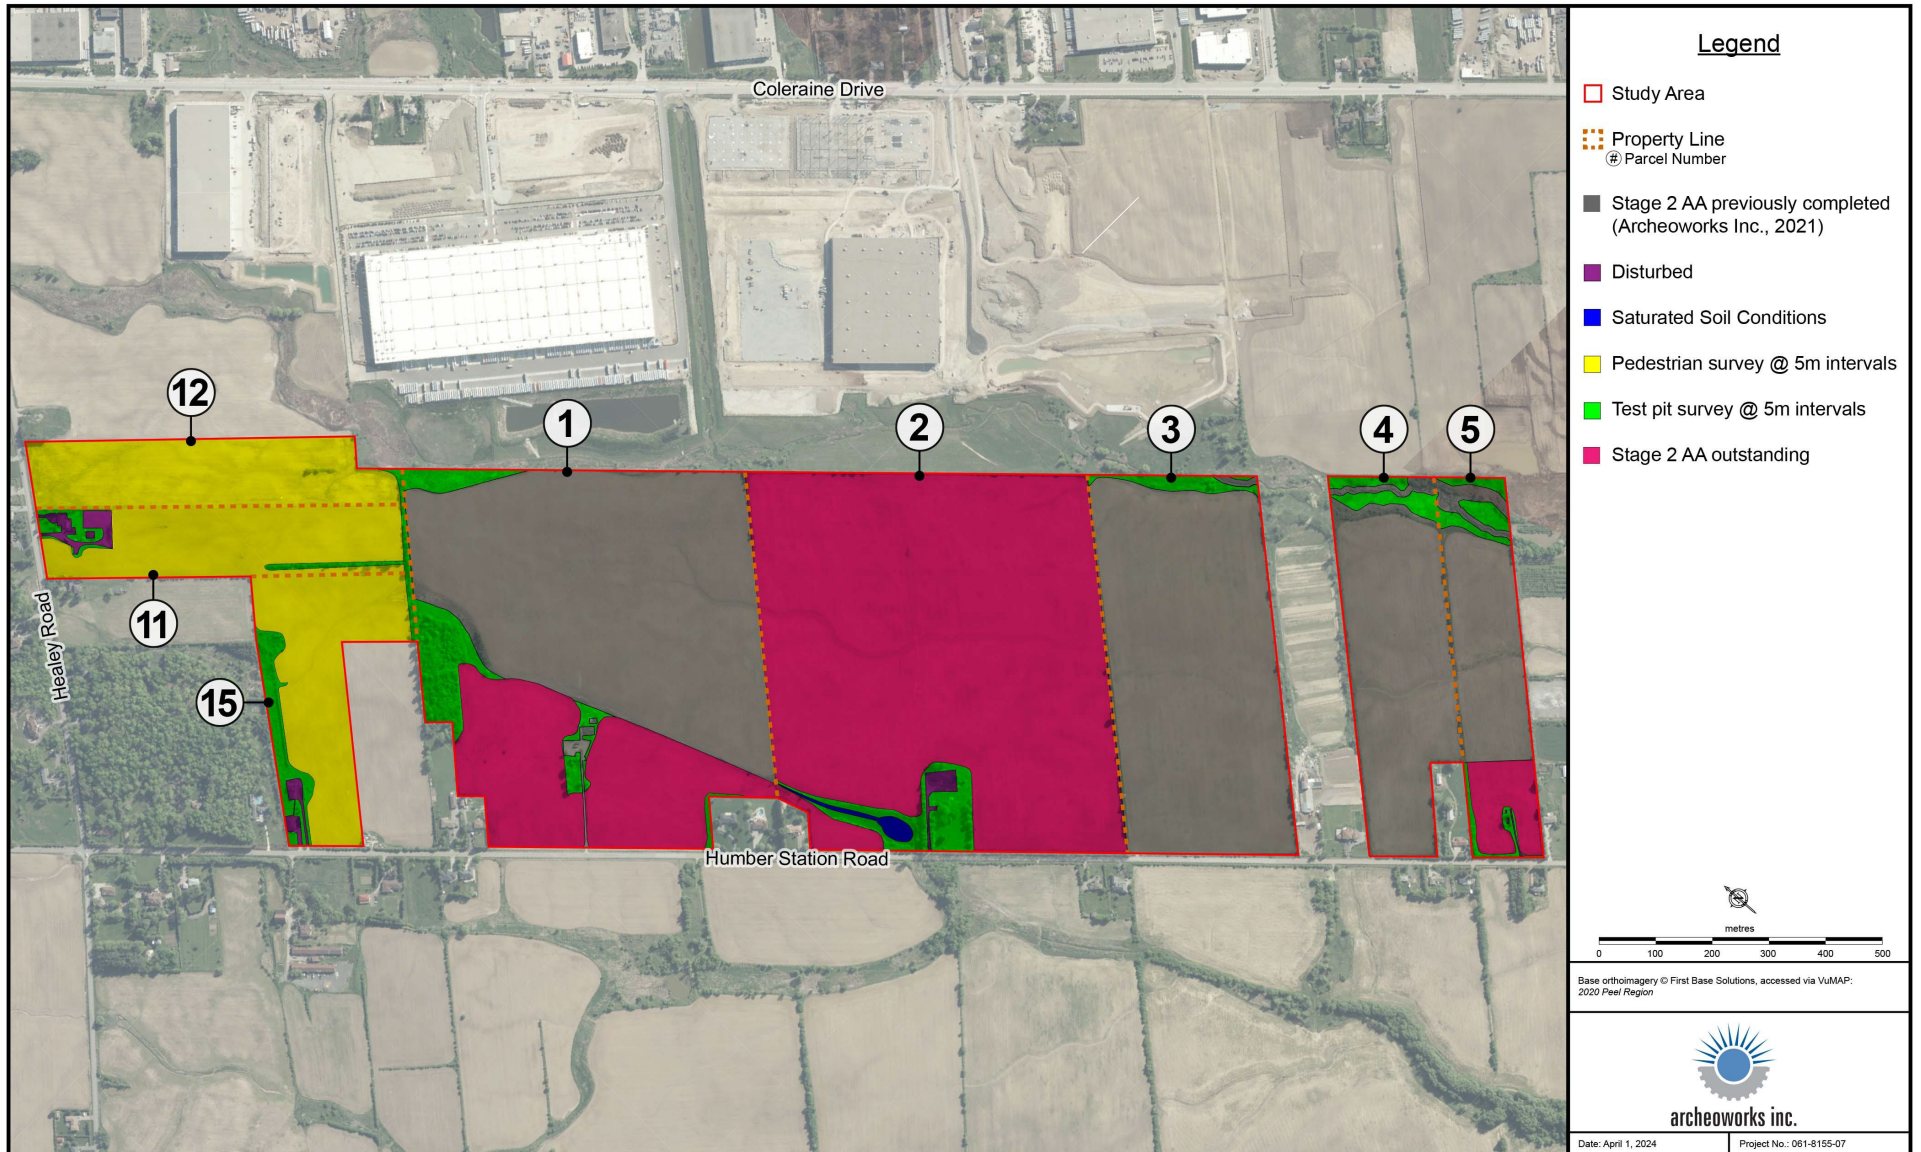 Coleraine Drive
12
1
2
3
4
5
11
15
Healey Road
Humber Station Road
Legend
Study Area
Property Line
# Parcel Number
Stage 2 AA previously completed
(Archeoworks Inc., 2021)
Disturbed
Saturated Soil Conditions
Pedestrian survey @ 5m intervals
Test pit survey @ 5m intervals
Stage 2 AA outstanding
metres
0 100 200 300 400 500
Base orthoimagery © First Base Solutions, accessed via VuMAP:
2020 Peel Region
archeoworks inc.
Date: April 1, 2024
Project No.: 061-8155-07